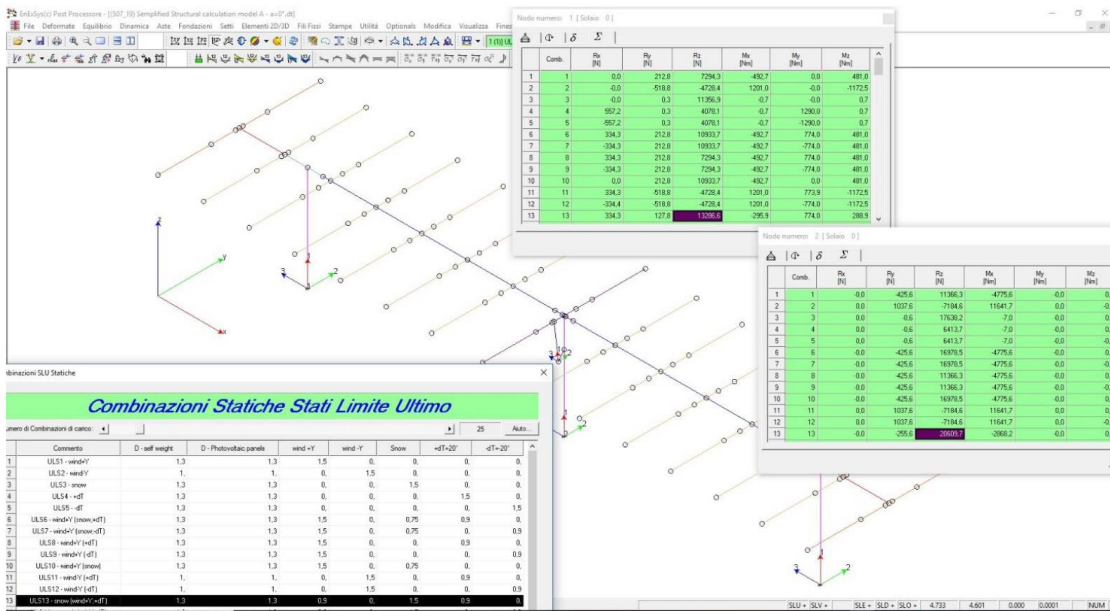 EnExSys(c) Post Processore - [(S07_19) Semplified Structural calculation model A - a=0°.dt]
File Deformate Equilibrio Dinamica Aste Fondazioni Setti Elementi 2D/3D Fili Fissi Stampe Utilità Optionals Modifica Visualizza
Node numero: 1 [ Solaio 0 ]
δ Σ
Comb. Rx [N] Ry [N] Rz [N] Mx [Nm] My [Nm] Mz [Nm]
1 1 0,0 212,8 7294,3 -492,7 0,0 481,0
2 2 -0,0 -518,8 -4728,4 1201,0 -0,0 -1172,5
3 3 -0,0 0,3 11356,9 -0,7 -0,0 0,7
4 4 557,2 0,3 4078,1 -0,7 1290,0 0,7
5 5 -557,2 0,3 4078,1 -0,7 -1290,0 0,7
6 6 334,3 212,8 10933,7 -492,7 774,0 481,0
7 7 -334,3 212,8 10933,7 -492,7 -774,0 481,0
8 8 334,3 212,8 7294,3 -492,7 774,0 481,0
9 9 -334,3 212,8 7294,3 -492,7 -774,0 481,0
10 10 0,0 212,8 10933,7 -492,7 0,0 481,0
11 11 334,3 -518,8 -4728,4 1201,0 773,9 -1172,5
12 12 -334,4 -518,8 -4728,4 1201,0 -774,0 -1172,5
13 13 334,3 127,8 13286,6 -295,9 774,0 288,9
Node numero: 2 [ Solaio 0 ]
δ Σ
Comb. Rx [N] Ry [N] Rz [N] Mx [Nm] My [Nm] Mz [Nm]
1 1 -0,0 -425,6 11366,3 -4775,6 -0,0
2 2 0,0 1037,6 -7184,6 11641,7 0,0
3 3 0,0 -0,6 17638,2 -7,0 -0,0
4 4 0,0 -0,6 6413,7 -7,0 -0,0
5 5 0,0 -0,6 6413,7 -7,0 -0,0
6 6 -0,0 -425,6 16978,5 -4775,6 -0,0
7 7 -0,0 -425,6 16978,5 -4775,6 -0,0
8 8 -0,0 -425,6 11366,3 -4775,6 -0,0
9 9 -0,0 -425,6 11366,3 -4775,6 -0,0
10 10 -0,0 -425,6 16978,5 -4775,6 -0,0
11 11 0,0 1037,6 -7184,6 11641,7 0,0
12 12 0,0 1037,6 -7184,6 11641,7 0,0
13 13 -0,0 -255,6 20609,7 -2868,2 -0,0
z y x
3 1 2
3 1 2
1
2
3 1 2
mbinazioni SLU Statiche
Combinazioni Statiche Stati Limite Ultimo
umero di Combinazioni di carico: 25 Auto...
Commento D - self weight D - Photovoltaic panels wind +Y wind -Y Snow +dT=20° -dT=-20°
1 ULS1 - wind+Y 1,3 1,3 1,5 0, 0, 0, 0,
2 ULS2 - wind-Y 1, 1, 0, 1,5 0, 0, 0,
3 ULS3 - snow 1,3 1,3 0, 0, 1,5 0, 0,
4 ULS4 - +dT 1,3 1,3 0, 0, 0, 1,5 0,
5 ULS5 - -dT 1,3 1,3 0, 0, 0, 0, 1,5
6 ULS6 - wind+Y (snow;+dT) 1,3 1,3 1,5 0, 0,75 0,9 0,
7 ULS7 - wind+Y (snow;-dT) 1,3 1,3 1,5 0, 0,75 0, 0,9
8 ULS8 - wind+Y (+dT) 1,3 1,3 1,5 0, 0, 0,9 0,
9 ULS9 - wind+Y (-dT) 1,3 1,3 1,5 0, 0, 0, 0,9
10 ULS10 - wind+Y (snow) 1,3 1,3 1,5 0, 0,75 0, 0,
11 ULS11 - wind-Y (+dT) 1, 1, 0, 1,5 0, 0,9 0,
12 ULS12 - wind-Y (-dT) 1, 1, 0, 1,5 0, 0, 0,9
13 ULS13 - snow (wind+Y;+dT) 1,3 1,3 0,9 0, 1,5 0,9 0,
SLU + SLV + SLE + SLD + SLO + 4.733 4.601 0.000 0.0001 NUM